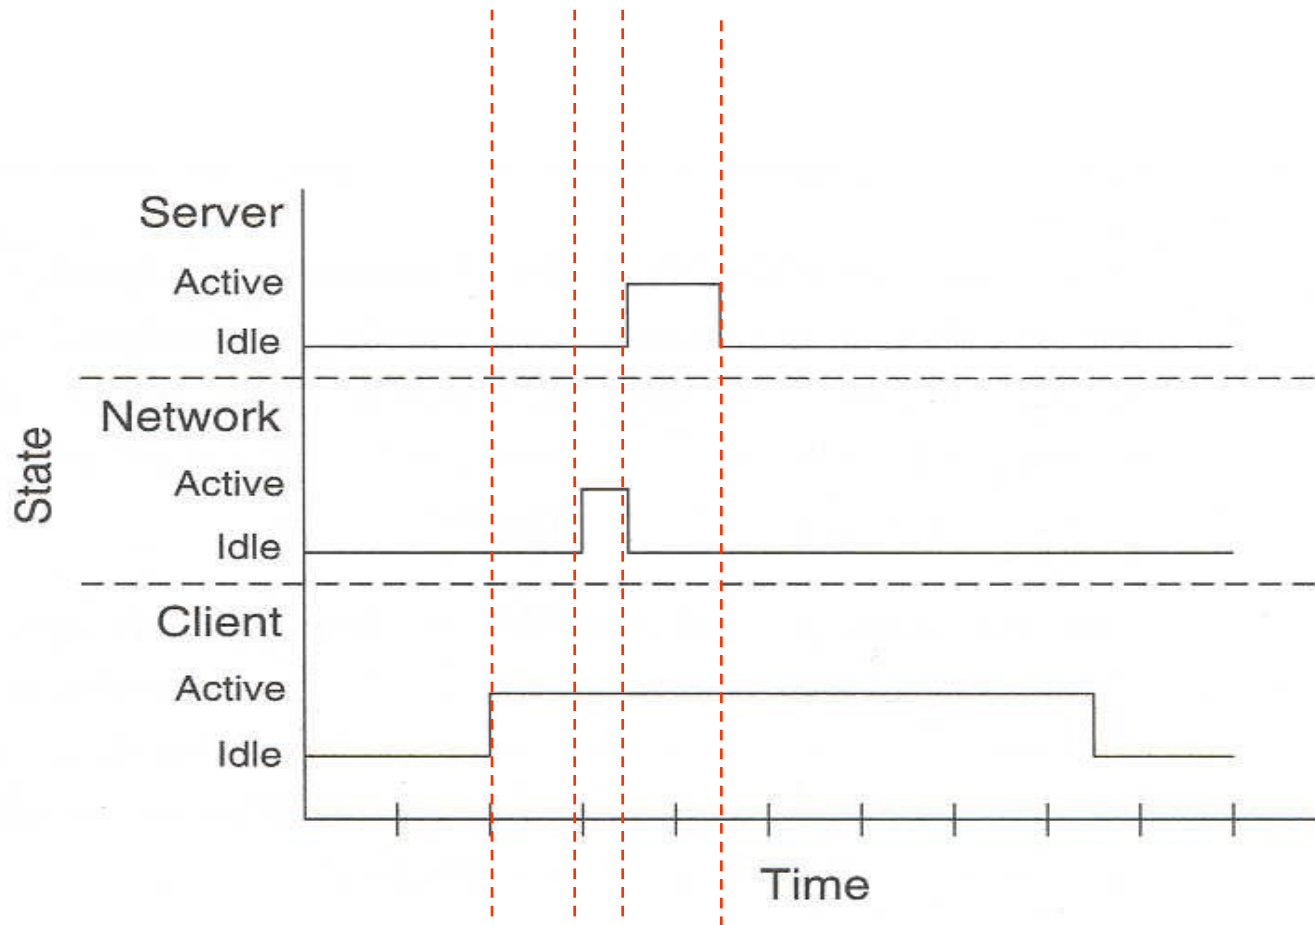 Server
Active
Idle
Network
Active
Idle
State
Client
Active
Idle
Time